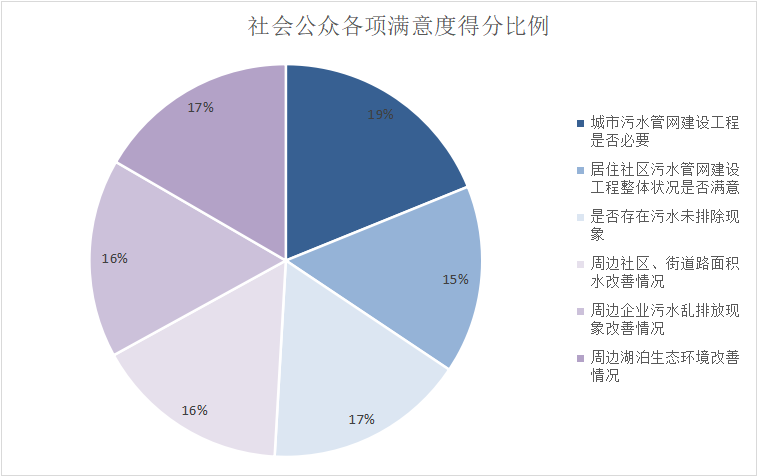 社会公众各项满意度得分比例
19%
15%
17%
16%
16%
17%
城市污水管网建设工程
是否必要
居住社区污水管网建设
工程整体状况是否满意
是否存在污水未排除现
象
周边社区、街道路面积
水改善情况
周边企业污水乱排放现
象改善情况
周边湖泊生态环境改善
情况